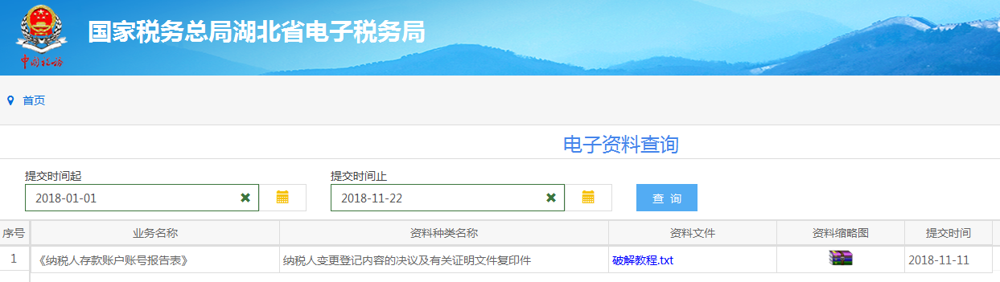 国家税务总局湖北省电子税务局
中国税务
首页
电子资料查询
提交时间起 提交时间止
2018-01-01 2018-11-22 查 询
序号 业务名称 资料种类名称 资料文件 资料缩略图 提交时间
1 《纳税人存款账户账号报告表》 纳税人变更登记内容的决议及有关证明文件复印件 破解教程.txt 2018-11-11